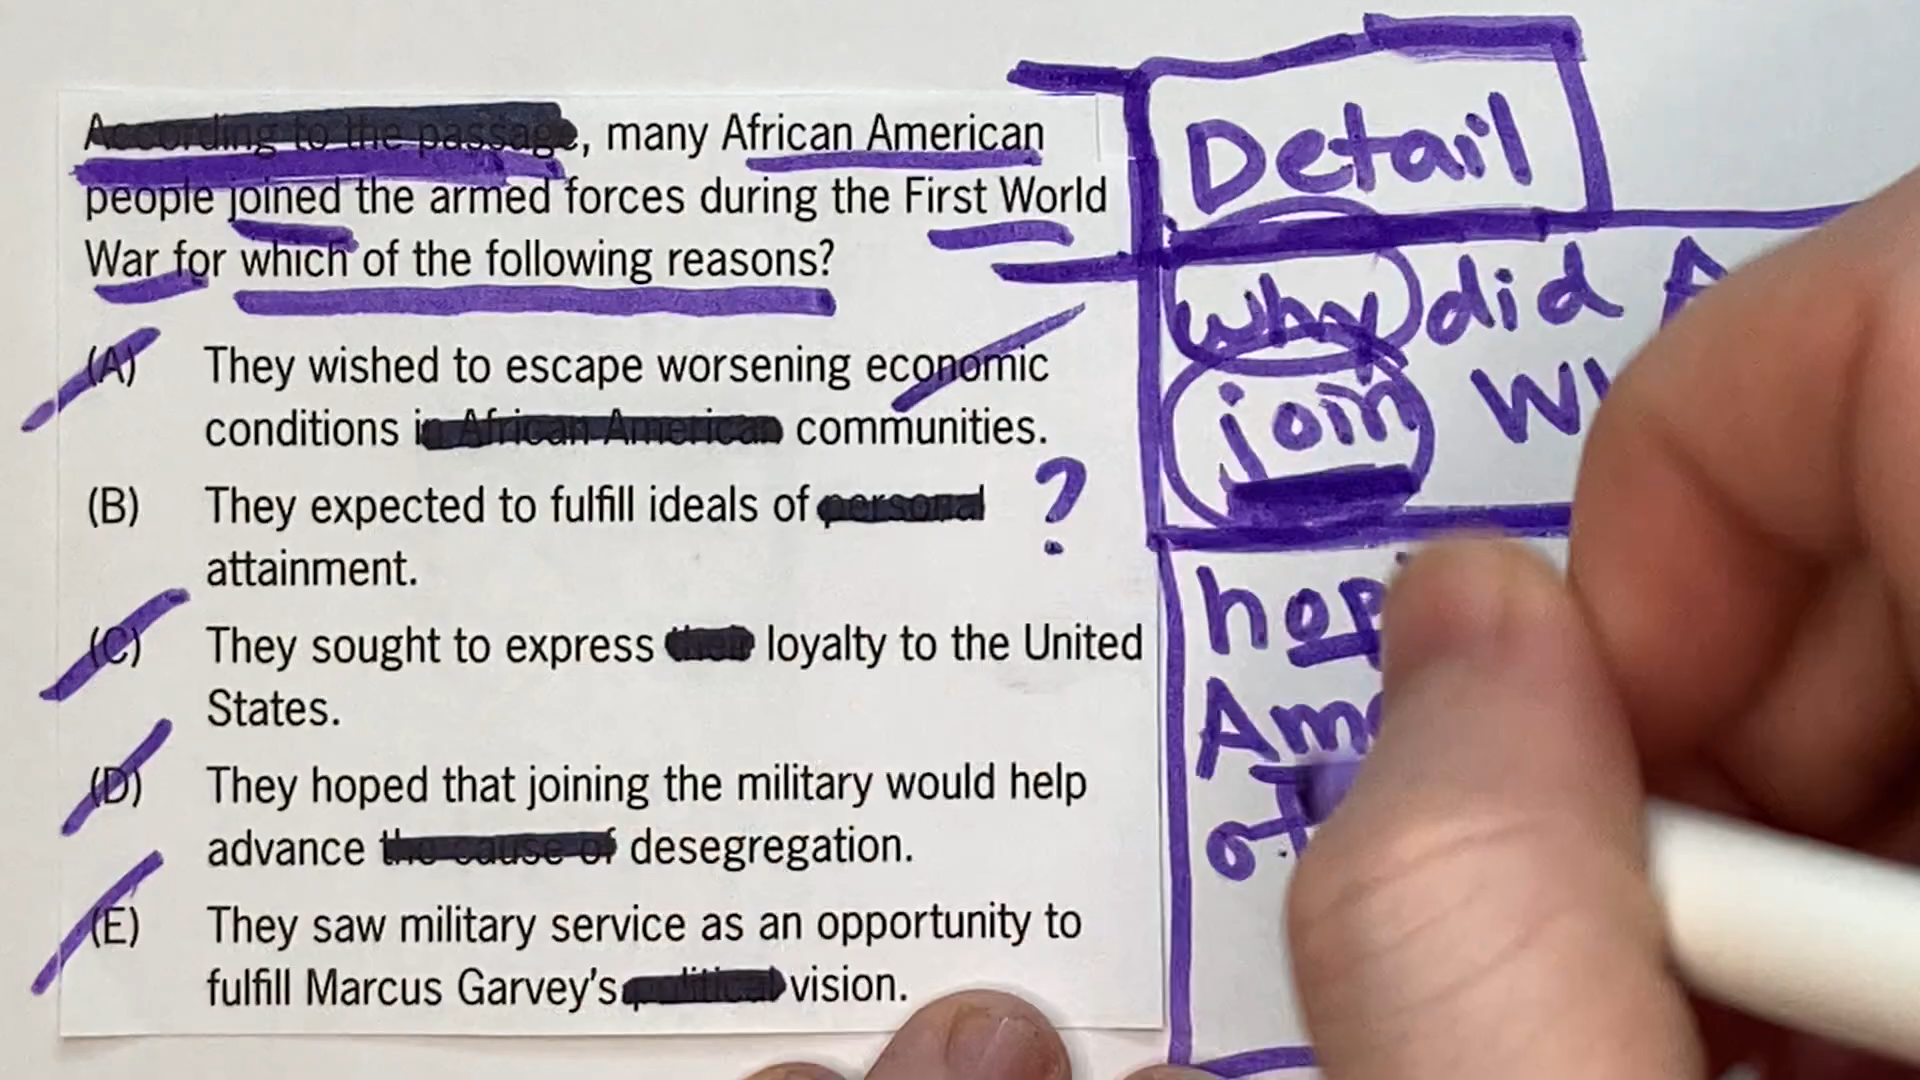 According to the passage, many African American
people joined the armed forces during the First World
War for which of the following reasons?
(A) They wished to escape worsening economic
conditions in African American communities.
(B) They expected to fulfill ideals of personal
attainment.
?
(C) They sought to express their loyalty to the United
States.
(D) They hoped that joining the military would help
advance the cause of desegregation.
(E) They saw military service as an opportunity to
fulfill Marcus Garvey's political vision.
Detail
why did
join